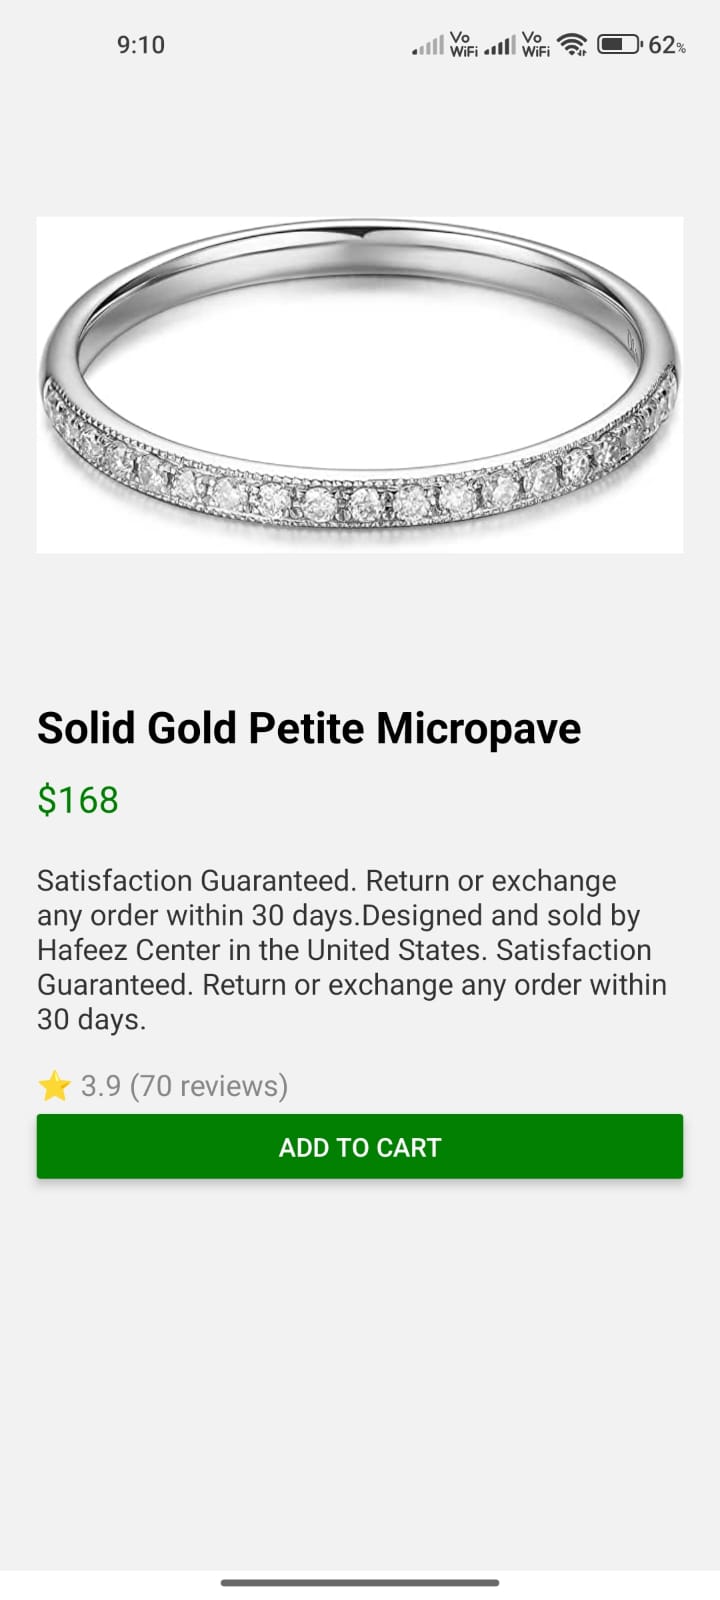 9:10 Vo WiFi Vo WiFi 62%
Solid Gold Petite Micropave
$168
Satisfaction Guaranteed. Return or exchange
any order within 30 days.Designed and sold by
Hafeez Center in the United States. Satisfaction
Guaranteed. Return or exchange any order within
30 days.
⭐ 3.9 (70 reviews)
ADD TO CART